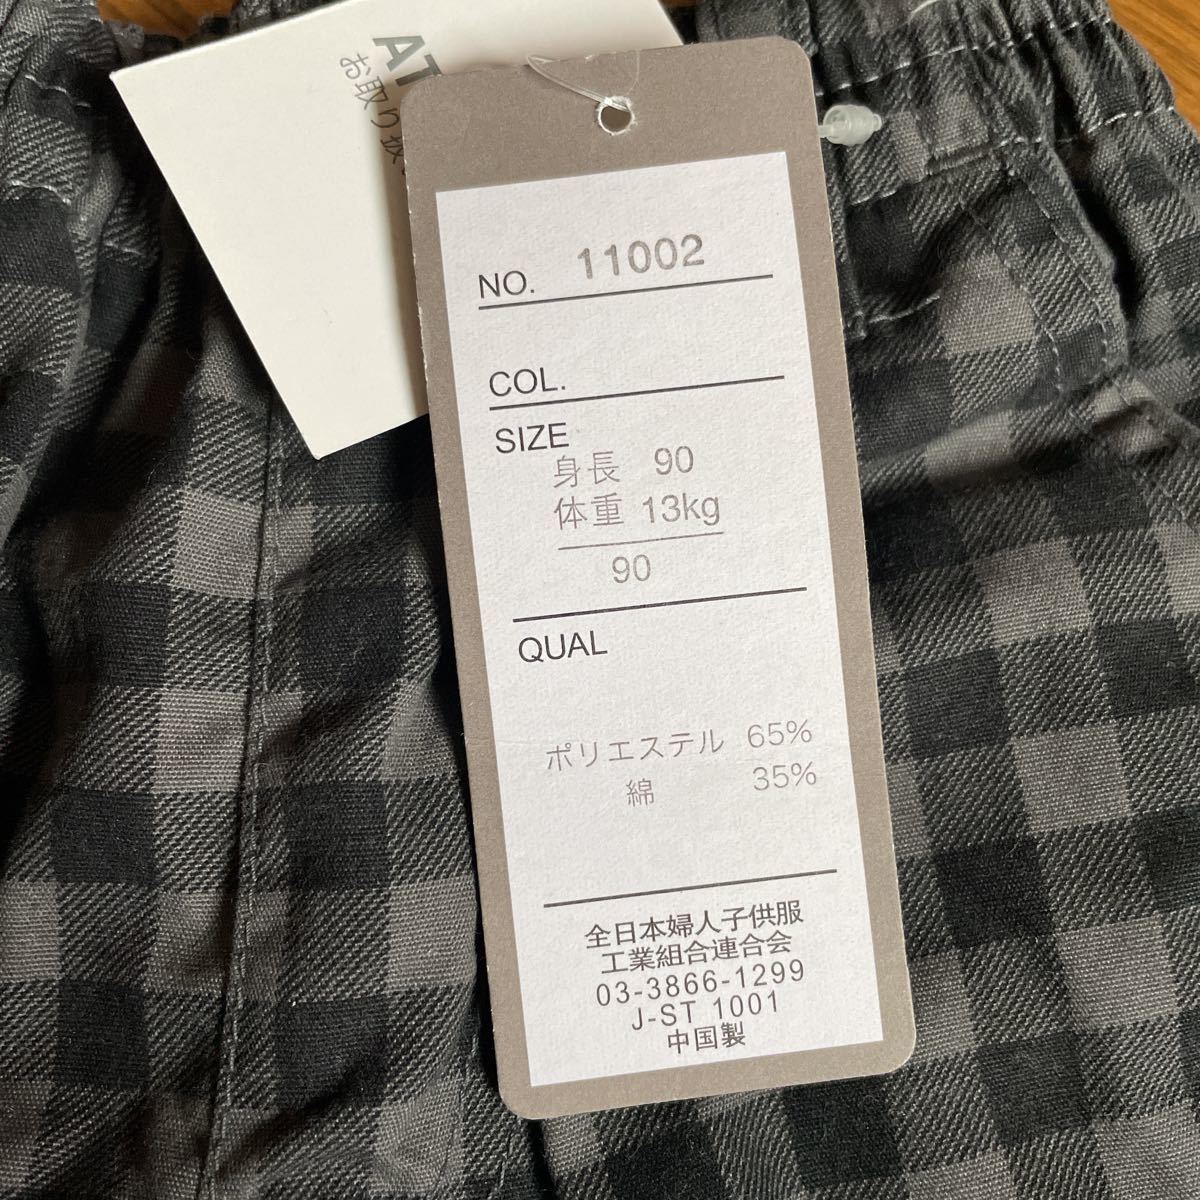 AT
お取り扱
NO. 11002
COL.
SIZE
身長 90
体重 13kg
90
QUAL
ポリエステル 65%
綿 35%
全日本婦人子供服
工業組合連合会
03-3866-1299
J-ST 1001
中国製